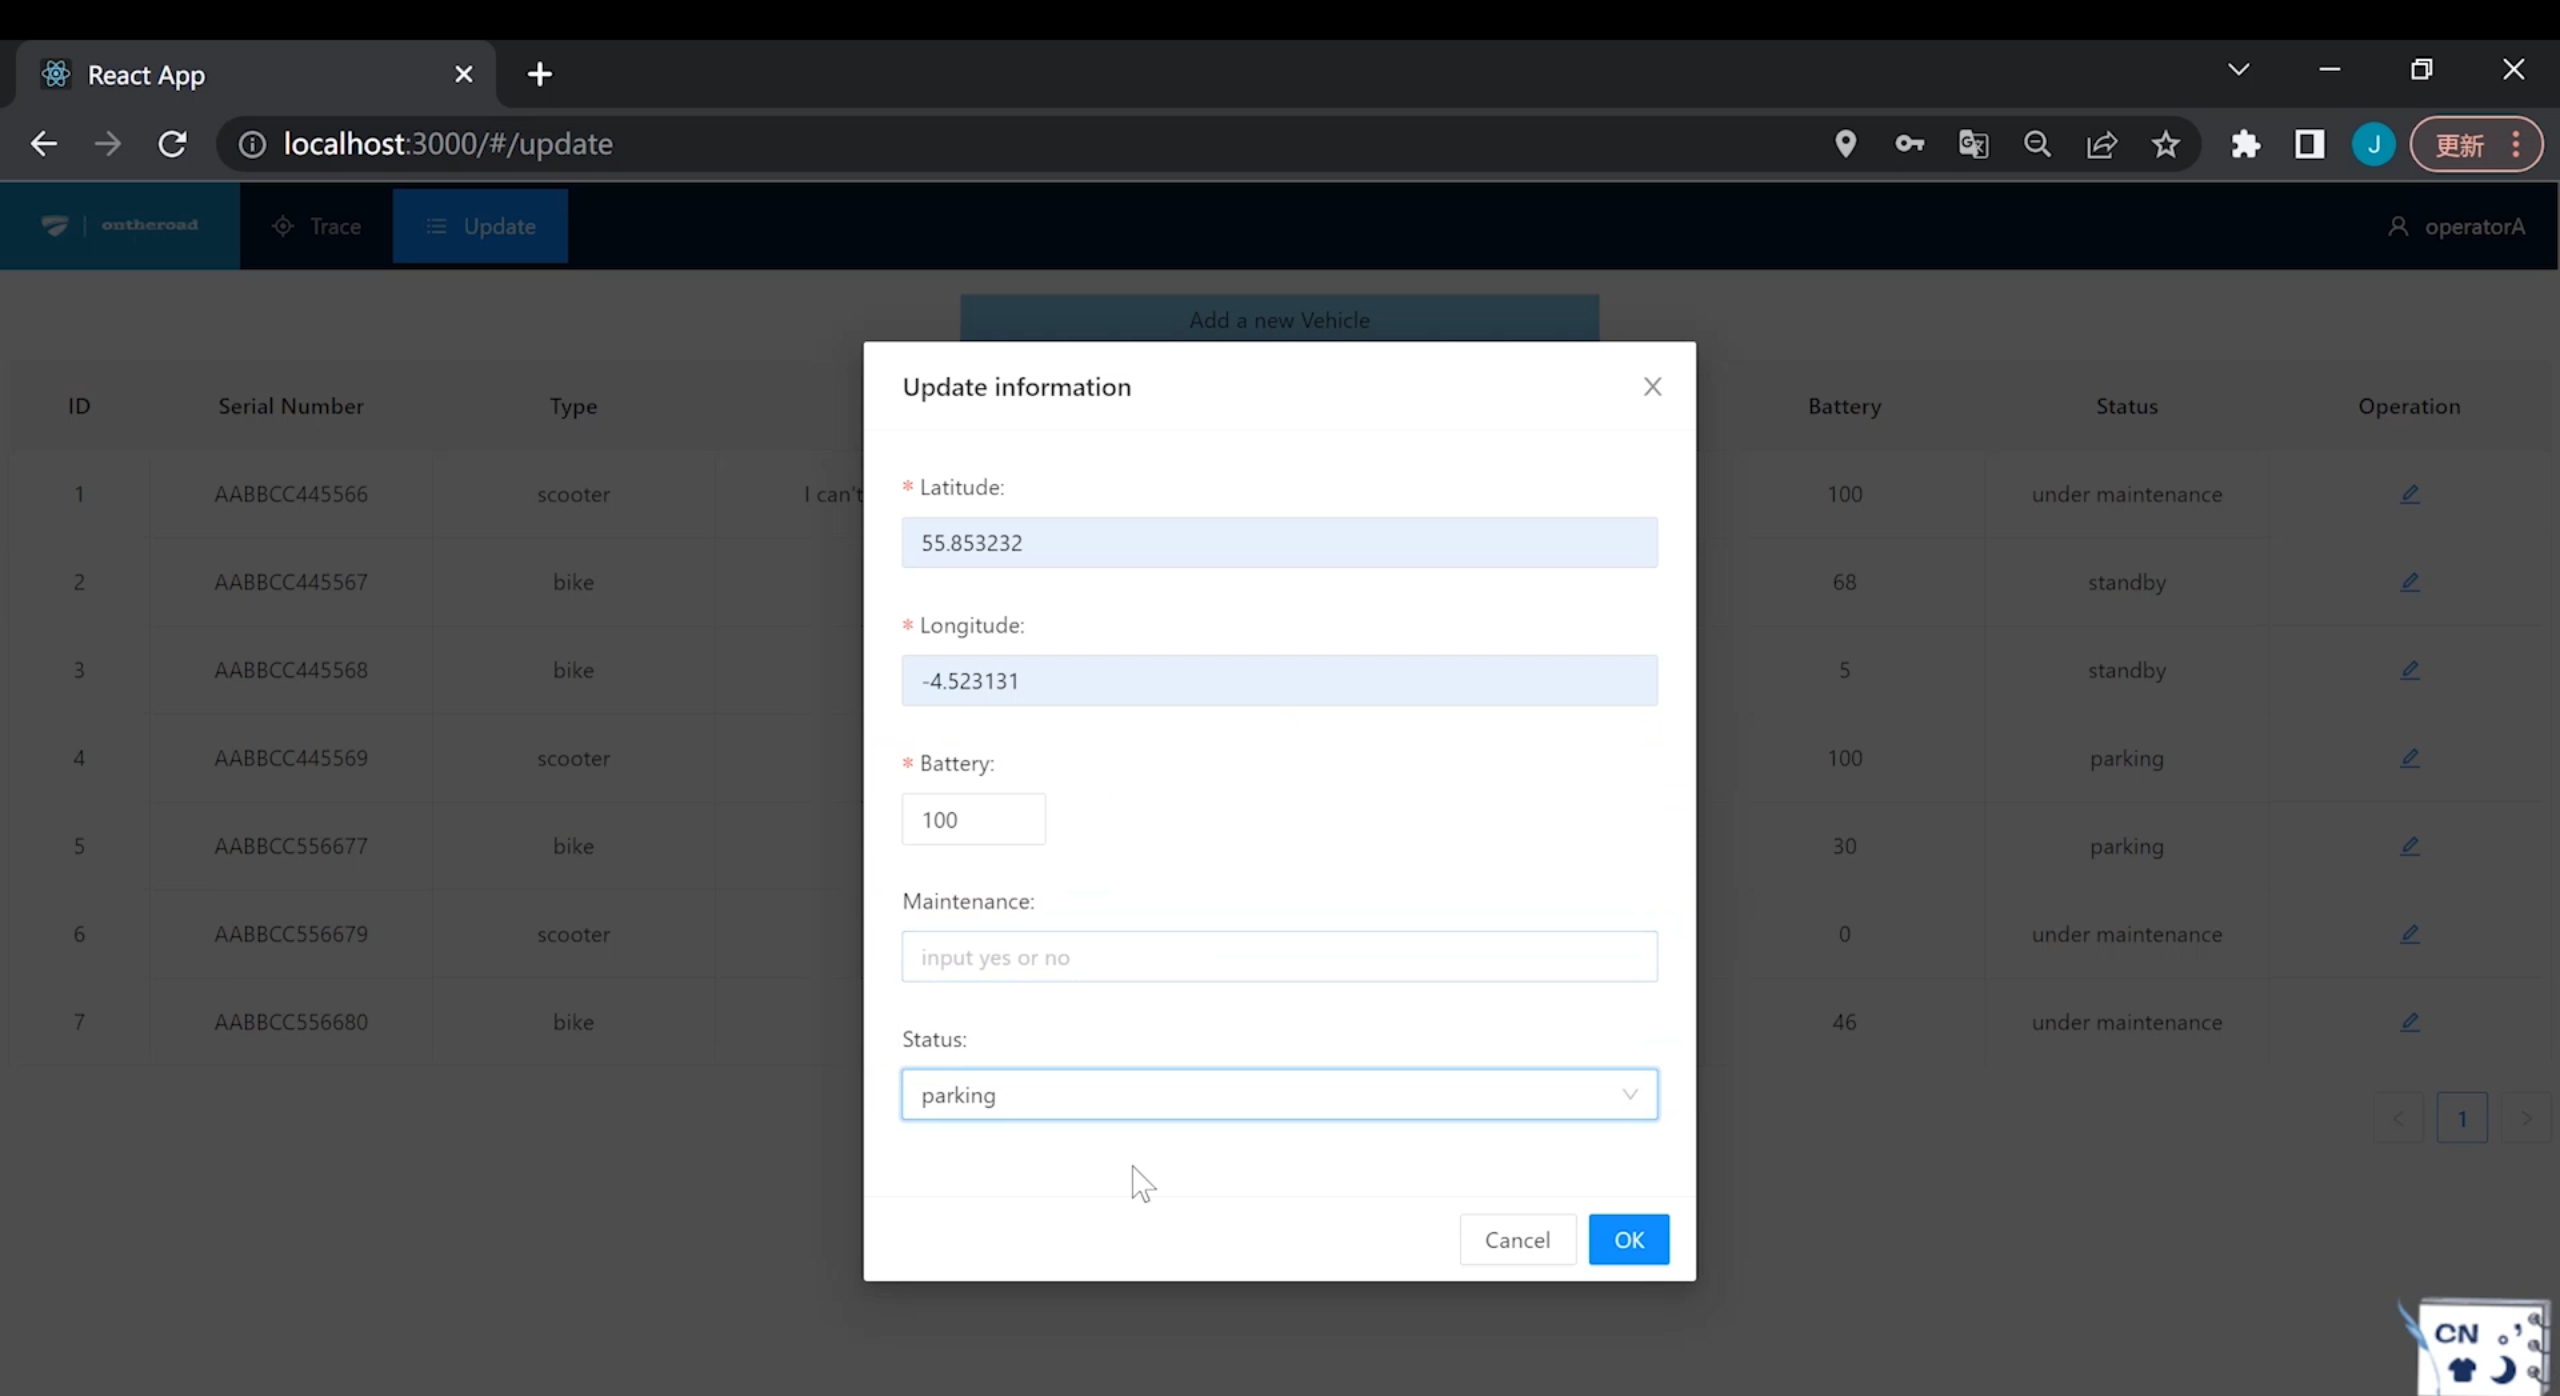 React App
localhost:3000/#/update
J
更新
ontheroad
Trace
Update
operatorA
Add a new Vehicle
Update information
ID Serial Number Type Battery Status Operation
1 AABBCC445566 scooter I can't 100 under maintenance
2 AABBCC445567 bike 68 standby
3 AABBCC445568 bike 5 standby
4 AABBCC445569 scooter 100 parking
5 AABBCC556677 bike 30 parking
6 AABBCC556679 scooter 0 under maintenance
7 AABBCC556680 bike 46 under maintenance
< 1 >
* Latitude:
55.853232
* Longitude:
-4.523131
* Battery:
100
Maintenance:
input yes or no
Status:
parking
Cancel
OK
CN 。’